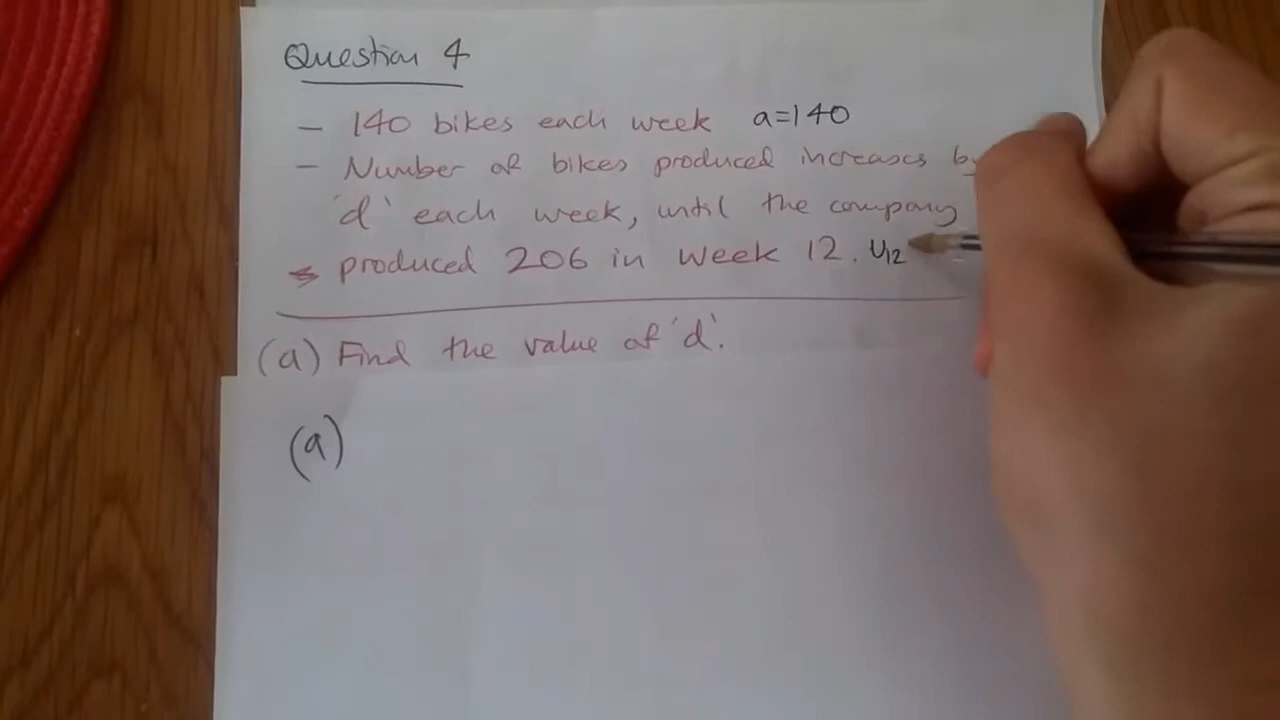 Question 4
- 140 bikes each week a=140
- Number of bikes produced increases by
'd' each week, until the company
produced 206 in week 12. U12
(a) Find the value of 'd'.
(a)